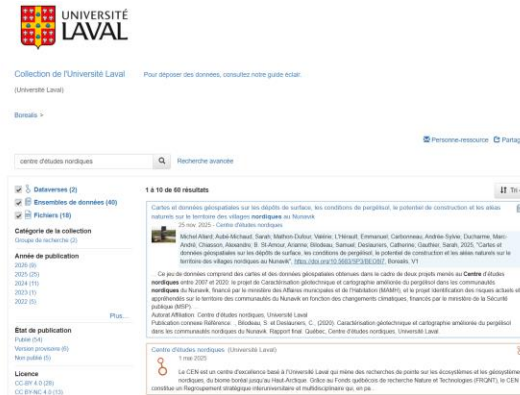 UNIVERSITÉ
LAVAL
Collection de l'Université Laval
Pour déposer des données, consultez notre guide éclair.
(Université Laval)
Borealis >
Personne-ressource
Partag
centre d'études nordiques
Recherche avancée
Dataverses (2)
Ensembles de données (40)
Fichiers (18)
1 à 10 de 60 résultats
Tri
Catégorie de la collection
Groupe de recherche (2)
Année de publication
2025 (25)
2024 (11)
2023 (1)
2022 (5)
Plus...
État de publication
Publié (54)
Version provisoire (6)
Non publié (5)
Licence
CC-BY 4.0 (28)
CC-BY-NC 4.0 (13)
Cartes et données géospatiales sur les dépôts de surface, les conditions de pergélisol, le potentiel de construction et les aléas
naturels sur le territoire des villages nordiques au Nunavik
25 nov. 2025 - Centre d'études nordiques
Michel Allard; Aubé-Michaud, Sarah; Mathon-Dufour, Valérie; L'Hérault, Emmanuel; Carbonneau, Andrée-Sylvie; Ducharme, Marc-
André; Chiasson, Alexandre; B. St-Amour, Arianne; Bilodeau, Samuel; Deslauriers, Catherine; Gauthier, Sarah, 2025, "Cartes et
données géospatiales sur les dépôts de surface, les conditions de pergélisol, le potentiel de construction et les aléas naturels sur le
territoire des villages nordiques au Nunavik", Borealis, V1
Ce jeu de données comprend des cartes et des données géospatiales obtenues dans le cadre de deux projets menés au Centre d'études
nordiques entre 2007 et 2020: le projet de Caractérisation géotechnique et cartographie améliorée du pergélisol dans les communautés
nordiques du Nunavik, financé par le ministère des Affaires municipales et de l'Habitation (MAMH), et le projet Identification des risques actuels et
appréhendés sur le territoire des communautés du Nunavik en fonction des changements climatiques, financés par le ministère de la Sécurité
publique (MSP).
Autorat Affiliation: Centre d'études nordiques, Université Laval
Publication connexe Référence: , Bilodeau, S. et Deslauriers, C., (2020). Caractérisation géotechnique et cartographie améliorée du pergélisol
dans les communautés nordiques du Nunavik. Rapport final. Québec, Centre d'études nordiques, Université Laval.
Centre d'études nordiques (Université Laval)
1 mai 2025
Le CEN est un centre d'excellence basé à l'Université Laval qui mène des recherches de pointe sur les écosystèmes et les géosystèmes
nordiques, du biome boréal jusqu'au Haut-Arctique. Grâce au Fonds québécois de recherche Nature et Technologies (FRQNT), le CEN
constitue un Regroupement stratégique interuniversitaire et multidisciplinaire qui, en pa...